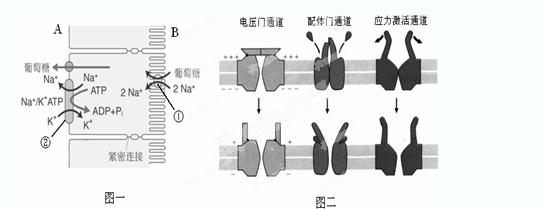 A
B
葡萄糖
Na⁺
Na⁺
ATP
Na⁺/K⁺ATP
ADP+Pi
K⁺
K⁺
②
葡萄糖
2 Na⁺
2 Na⁺
①
紧密连接
图一
电压门通道
配体门通道
应力激活通道
+++
+++
---
---
+
+
-
-
图二